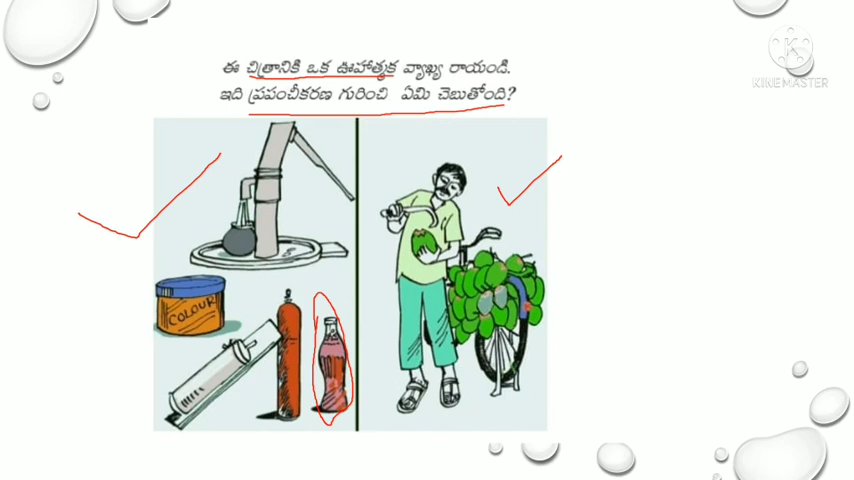 ఈ చిత్రానికి ఒక ఊహాత్మక వ్యాఖ్య రాయండి.
ఇది ప్రపంచీకరణ గురించి ఏమి చెబుతోంది?
K
KINEMASTER
COLOUR